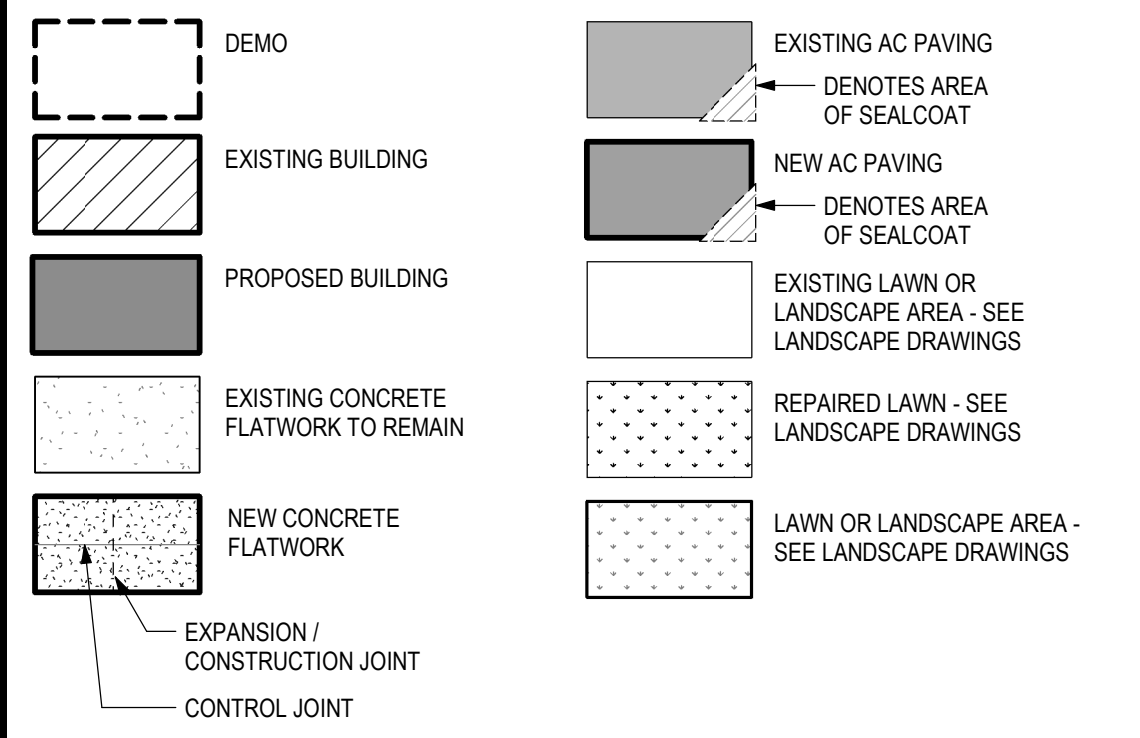 DEMO
EXISTING BUILDING
PROPOSED BUILDING
EXISTING CONCRETE
FLATWORK TO REMAIN
NEW CONCRETE
FLATWORK
EXPANSION /
CONSTRUCTION JOINT
CONTROL JOINT
EXISTING AC PAVING
DENOTES AREA
OF SEALCOAT
NEW AC PAVING
DENOTES AREA
OF SEALCOAT
EXISTING LAWN OR
LANDSCAPE AREA - SEE
LANDSCAPE DRAWINGS
REPAIRED LAWN - SEE
LANDSCAPE DRAWINGS
LAWN OR LANDSCAPE AREA -
SEE LANDSCAPE DRAWINGS